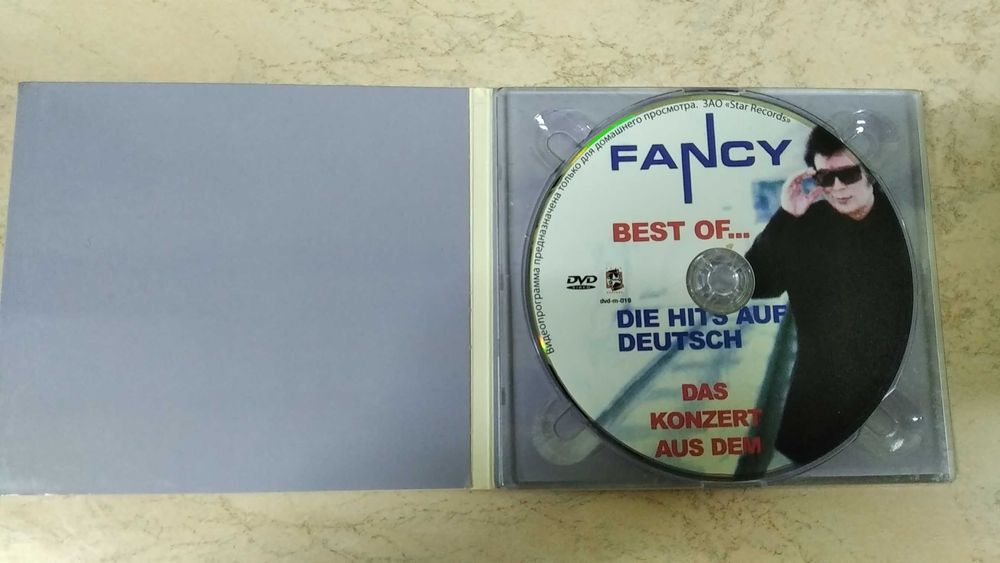 Видеопрограмма предназначена только для домашнего просмотра. ЗАО «Star Records»
FANCY
BEST OF...
DVD
VIDEO
dvd-m-019
DIE HITS AUF
DEUTSCH
DAS
KONZERT
AUS DEM